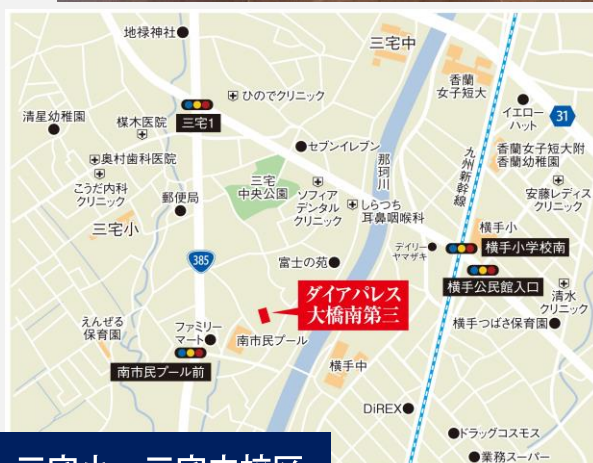 地禄神社
三宅中
香蘭
女子短大
ひのでクリニック
清星幼稚園
楳木医院
三宅1
イエロー
ハット
31
セブンイレブン
那珂川
九州新幹線
香蘭女子短大附
香蘭幼稚園
奥村歯科医院
こうだ内科
クリニック
郵便局
三宅
中央公園
ソフィア
デンタル
クリニック
しらつち
耳鼻咽喉科
安藤レディス
クリニック
三宅小
横手小
デイリー
ヤマザキ
横手小学校南
385
富士の苑
横手公民館入口
ダイアパレス
大橋南第三
清水
クリニック
横手つばさ保育園
えんぜる
保育園
ファミリー
マート
南市民プール
南市民プール前
横手中
DiREX
ドラッグコスモス
業務スーパー
三宅小・三宅中校区